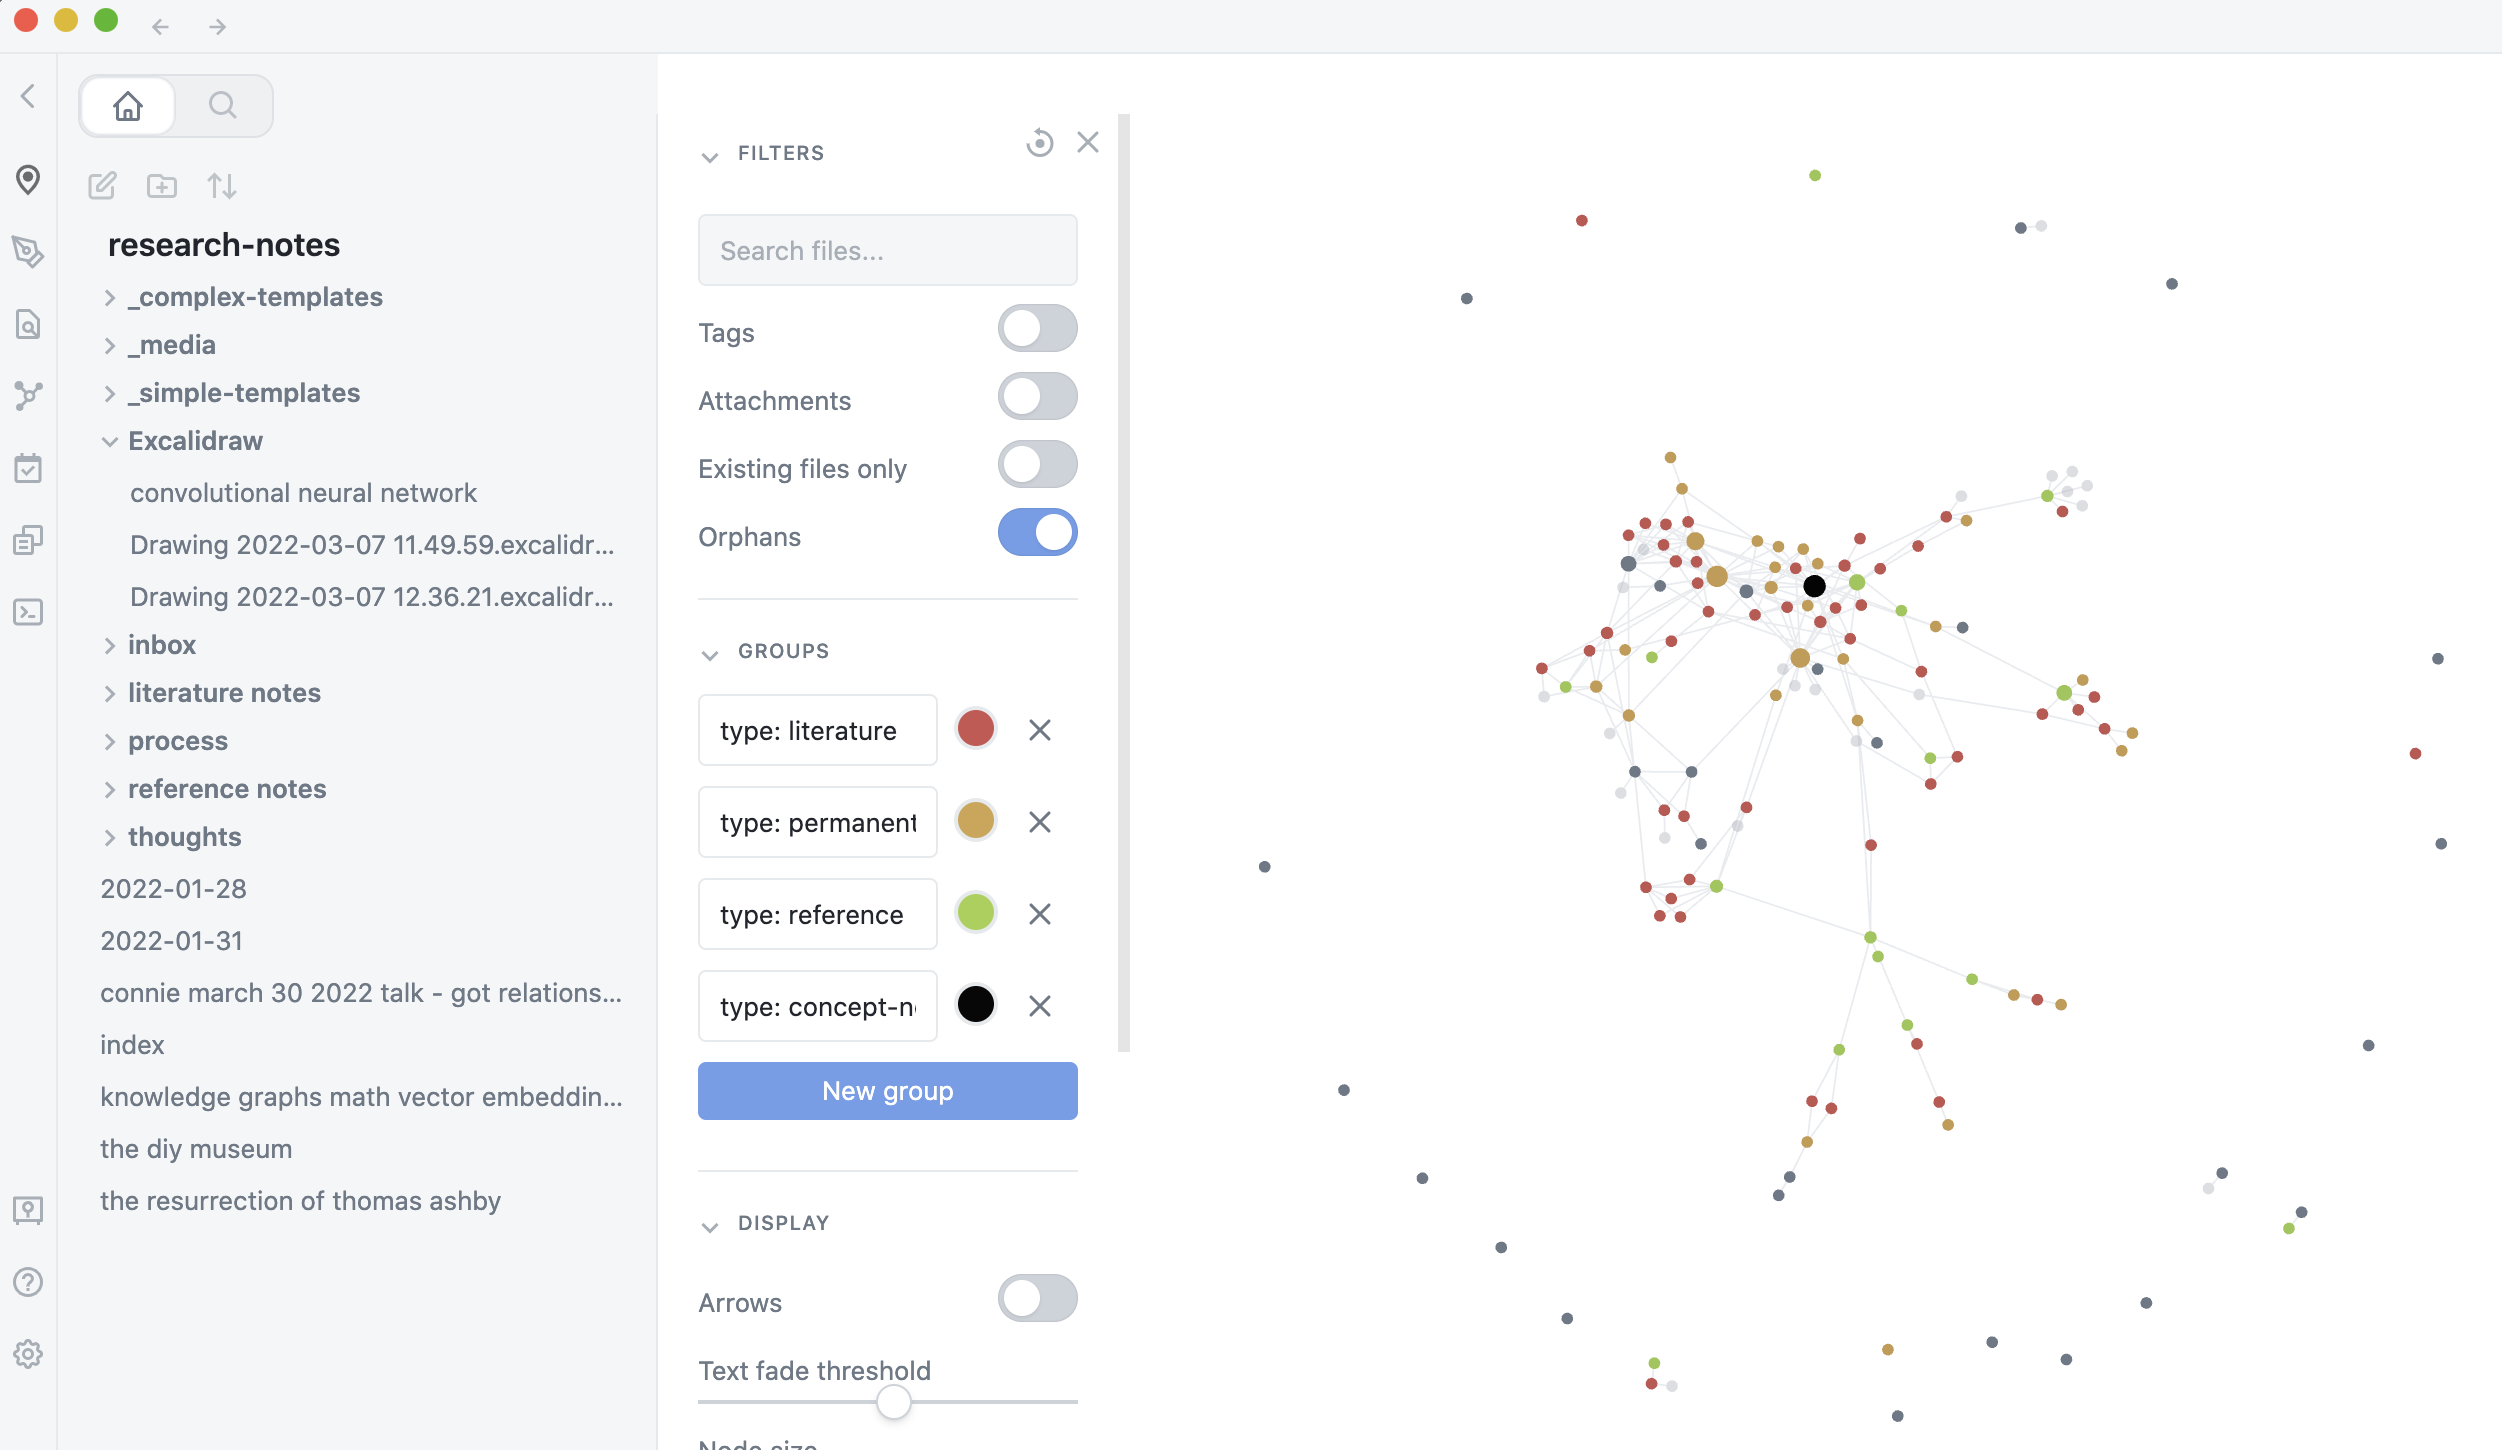 research-notes
_complex-templates
_media
_simple-templates
Excalidraw
convolutional neural network
Drawing 2022-03-07 11.49.59.excalidr...
Drawing 2022-03-07 12.36.21.excalidr...
inbox
literature notes
process
reference notes
thoughts
2022-01-28
2022-01-31
connie march 30 2022 talk - got relations...
index
knowledge graphs math vector embeddin...
the diy museum
the resurrection of thomas ashby
FILTERS
Search files...
Tags
Attachments
Existing files only
Orphans
GROUPS
type: literature
type: permanent
type: reference
type: concept-n
New group
DISPLAY
Arrows
Text fade threshold
Node size